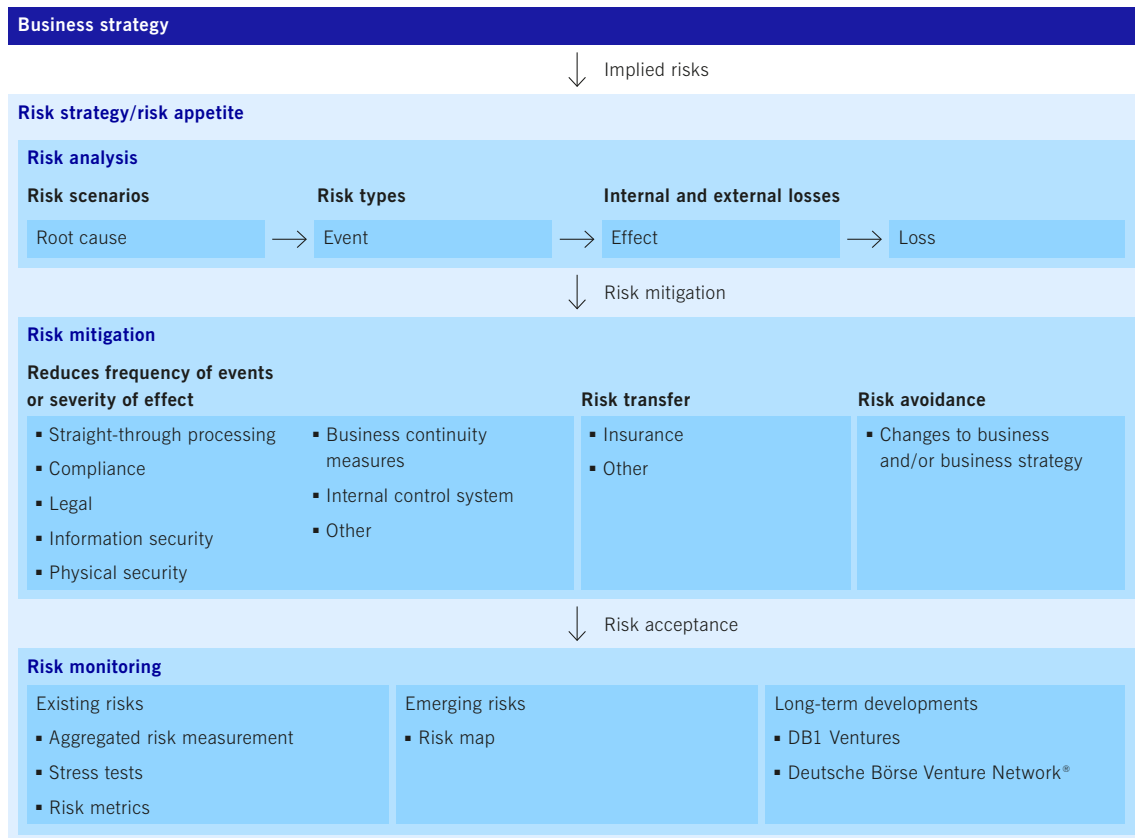 Business strategy
Implied risks
Risk strategy/risk appetite
Risk analysis
Risk scenarios
Risk types
Internal and external losses
Root cause
Event
Effect
Loss
Risk mitigation
Risk mitigation
Reduces frequency of events
or severity of effect
▪ Straight-through processing
▪ Compliance
▪ Legal
▪ Information security
▪ Physical security
▪ Business continuity
measures
▪ Internal control system
▪ Other
Risk transfer
▪ Insurance
▪ Other
Risk avoidance
▪ Changes to business
and/or business strategy
Risk acceptance
Risk monitoring
Existing risks
▪ Aggregated risk measurement
▪ Stress tests
▪ Risk metrics
Emerging risks
▪ Risk map
Long-term developments
▪ DB1 Ventures
▪ Deutsche Börse Venture Network®